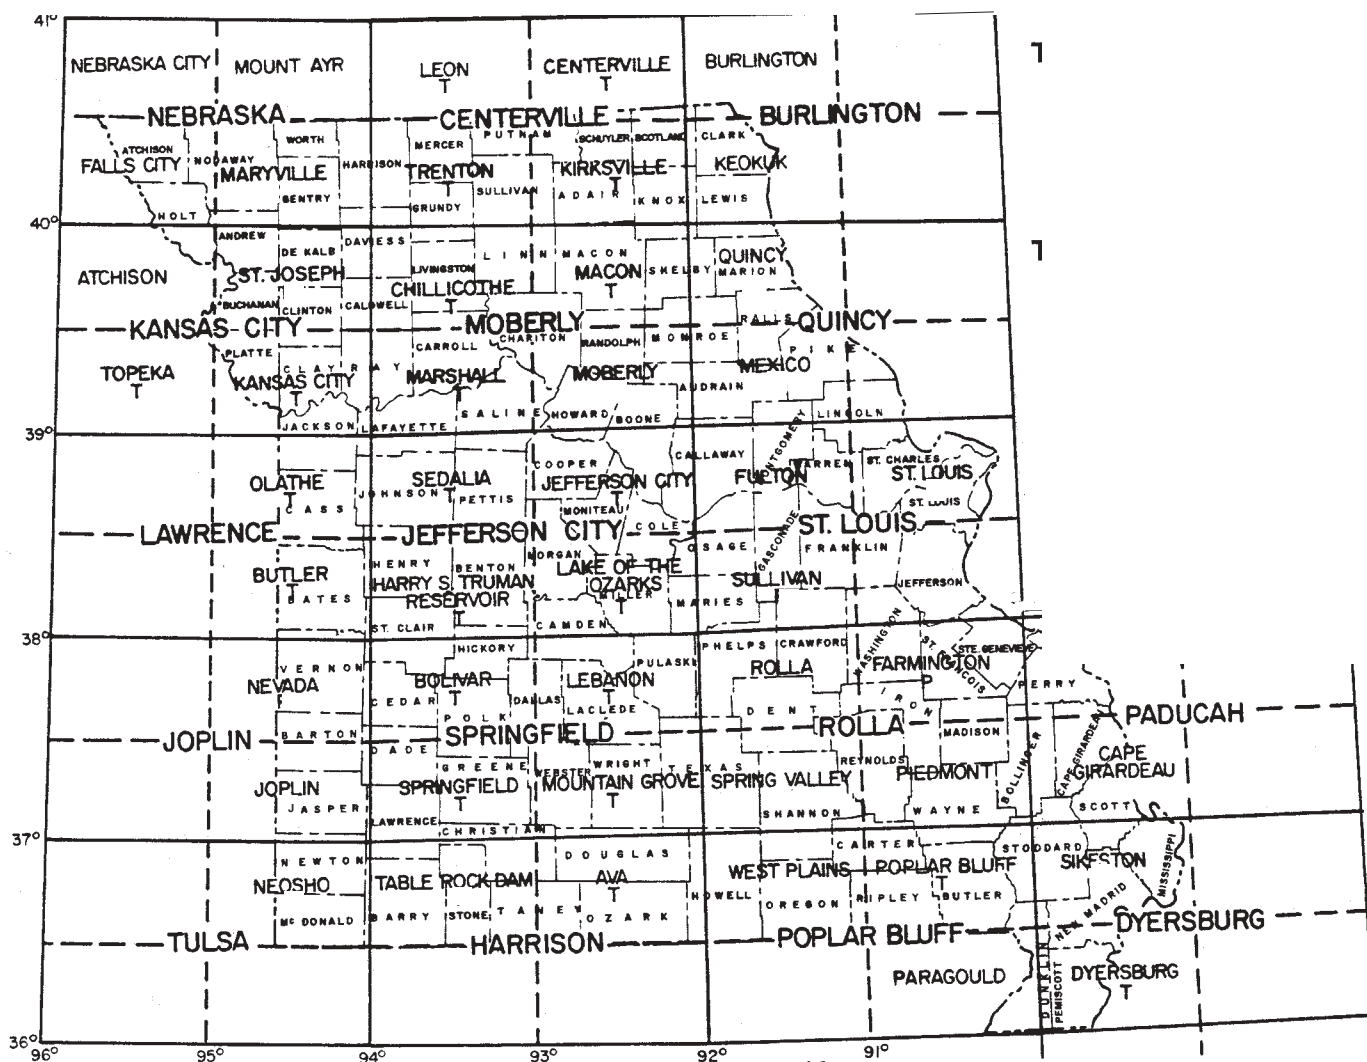 41°
NEBRASKA CITY
MOUNT AYR
LEON
T
CENTERVILLE
T
BURLINGTON
NEBRASKA
CENTERVILLE
BURLINGTON
WORTH
MERCER
PUTNAM
SCHUYLER
SCOTLAND
CLARK
ATCHISON
FALLS CITY
NODAWAY
MARYVILLE
HARRISON
TRENTON
T
KIRKSVILLE
T
KEOKUK
GENTRY
SULLIVAN
ADAIR
KNOX
LEWIS
HOLT
GRUNDY
40°
ANDREW
DE KALB
DAVIESS
LINN
MACON
QUINCY
ATCHISON
ST. JOSEPH
LIVINGSTON
MACON
T
SHELBY
MARION
CHILLICOTHE
T
BUCHANAN
CLINTON
CALDWELL
KANSAS CITY
MOBERLY
RALLS
QUINCY
PLATTE
CARROLL
CHARITON
RANDOLPH
MONROE
PIKE
CLAY
RAY
TOPEKA
T
KANSAS CITY
T
MARSHALL
T
MOBERLY
MEXICO
AUDRAIN
JACKSON
LAFAYETTE
SALINE
HOWARD
BOONE
LINCOLN
39°
MONTGOMERY
CALLAWAY
COOPER
WARREN
ST. CHARLES
OLATHE
T
SEDALIA
T
JEFFERSON CITY
T
FULTON
T
ST. LOUIS
JOHNSON
PETTIS
CASS
MONITEAU
ST. LOUIS
LAWRENCE
JEFFERSON CITY
COLE
ST. LOUIS
GASCONADE
HENRY
BENTON
MORGAN
OSAGE
FRANKLIN
BUTLER
T
HARRY S. TRUMAN
RESERVOIR
T
LAKE OF THE
OZARKS
T
SULLIVAN
JEFFERSON
BATES
MILLER
MARIES
ST. CLAIR
CAMDEN
38°
HICKORY
PHELPS
CRAWFORD
WASHINGTON
ST. FRANCOIS
STE. GENEVIEVE
VERNON
PULASKI
ROLLA
FARMINGTON
P
NEVADA
BOLIVAR
T
LEBANON
T
PERRY
CEDAR
DALLAS
LACLEDE
DENT
IRON
POLK
JOPLIN
BARTON
SPRINGFIELD
ROLLA
MADISON
PADUCAH
DADE
GREENE
WEBSTER
WRIGHT
TEXAS
REYNOLDS
BOLLINGER
CAPE GIRARDEAU
CAPE
GIRARDEAU
JOPLIN
SPRINGFIELD
T
MOUNTAIN GROVE
T
SPRING VALLEY
PIEDMONT
JASPER
LAWRENCE
CHRISTIAN
SHANNON
WAYNE
SCOTT
37°
CARTER
STODDARD
NEWTON
DOUGLAS
WEST PLAINS
POPLAR BLUFF
T
SIKESTON
MISSISSIPPI
NEOSHO
TABLE ROCK DAM
AVA
T
HOWELL
OREGON
RIPLEY
BUTLER
MC DONALD
BARRY
STONE
TANEY
OZARK
NEW MADRID
TULSA
HARRISON
POPLAR BLUFF
DYERSBURG
PARAGOULD
DUNKLIN
PEMISCOTT
DYERSBURG
T
36°
96°
95°
94°
93°
92°
91°